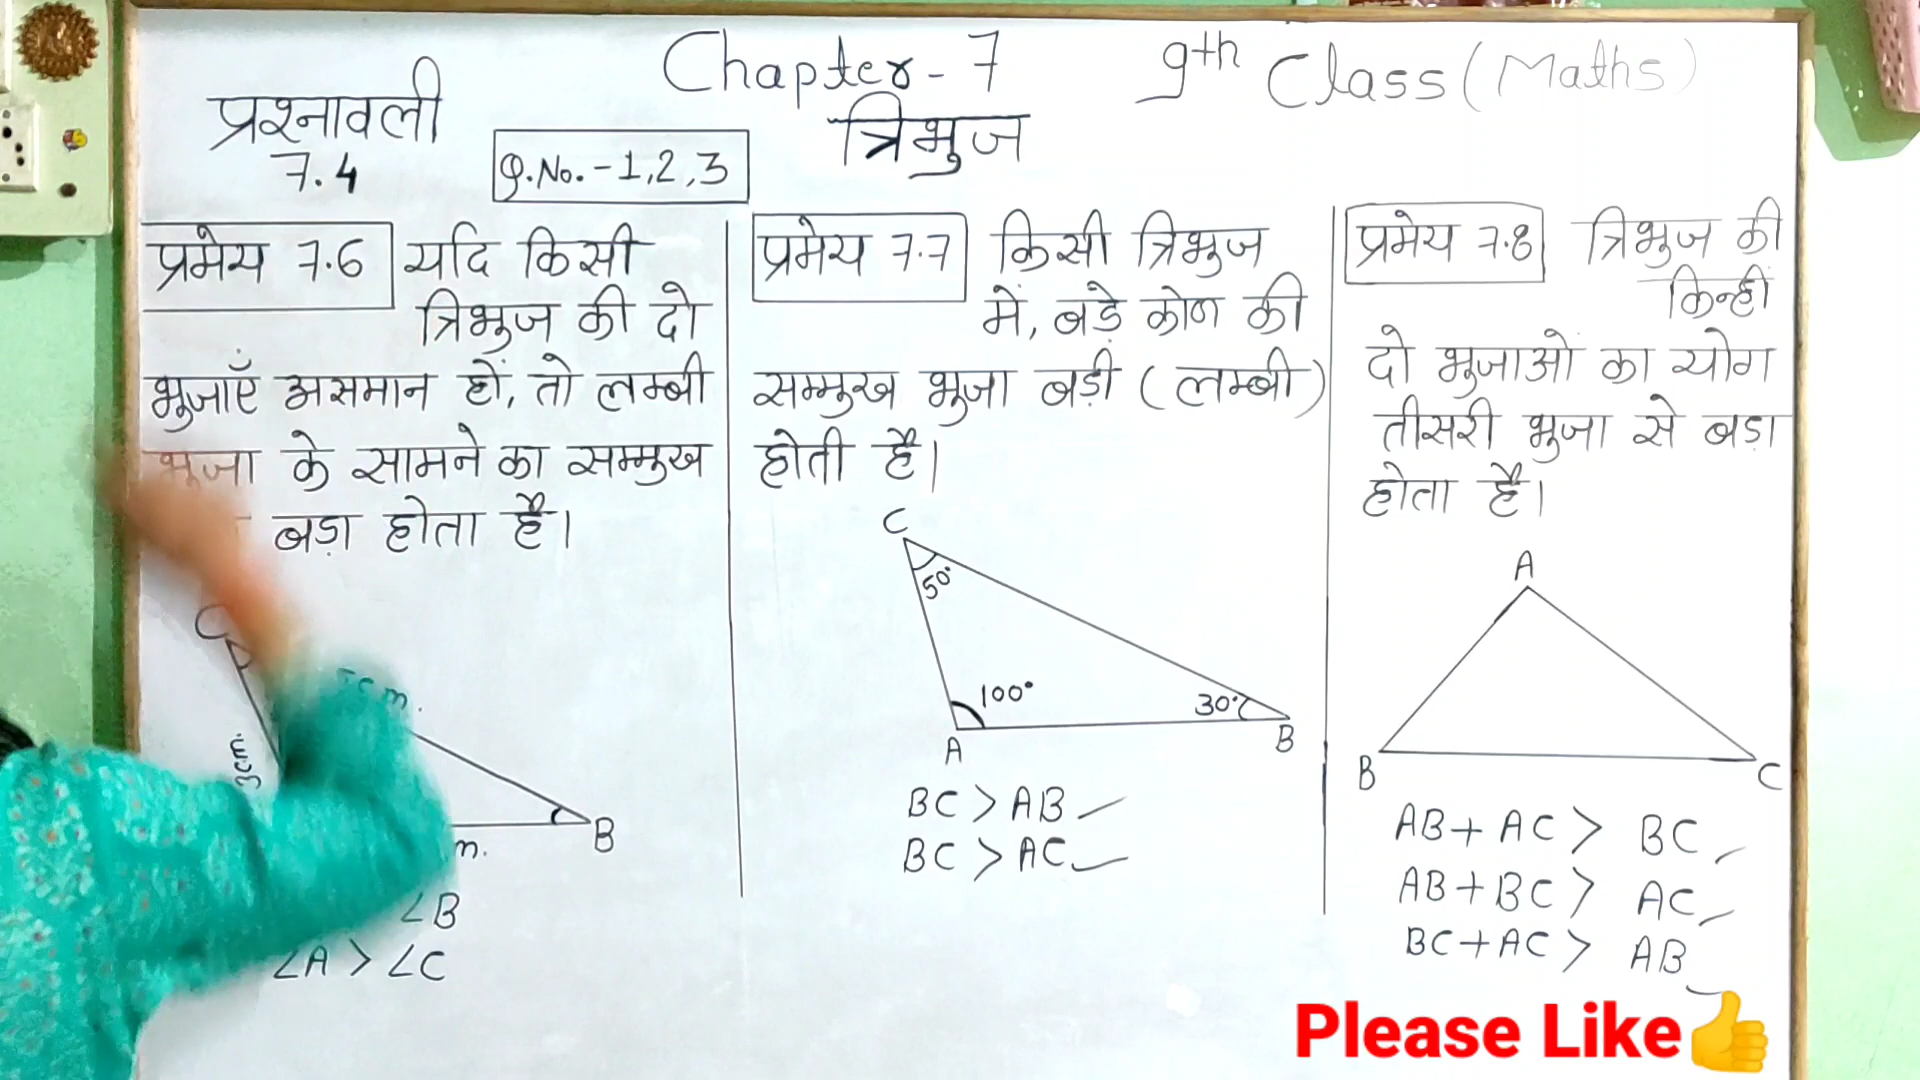 Chapter-7 9th Class (Maths)
त्रिभुज
प्रश्नावली
7.4
Q.No.-1,2,3
प्रमेय 7.6 यदि किसी
त्रिभुज की दो
भुजाएँ असमान हों, तो लम्बी
भुजा के सामने का सम्मुख
बड़ा होता है।
C
3cm.
B
∠B
∠A > ∠C
प्रमेय 7.7 किसी त्रिभुज
में, बड़े कोण की
सम्मुख भुजा बड़ी (लम्बी)
होती है।
C
50°
100°
30°
A
B
BC > AB
BC > AC
प्रमेय 7.8 त्रिभुज की
किन्हीं
दो भुजाओं का योग
तीसरी भुजा से बड़ा
होता है।
A
B
C
AB + AC > BC
AB + BC > AC
BC + AC > AB
Please Like